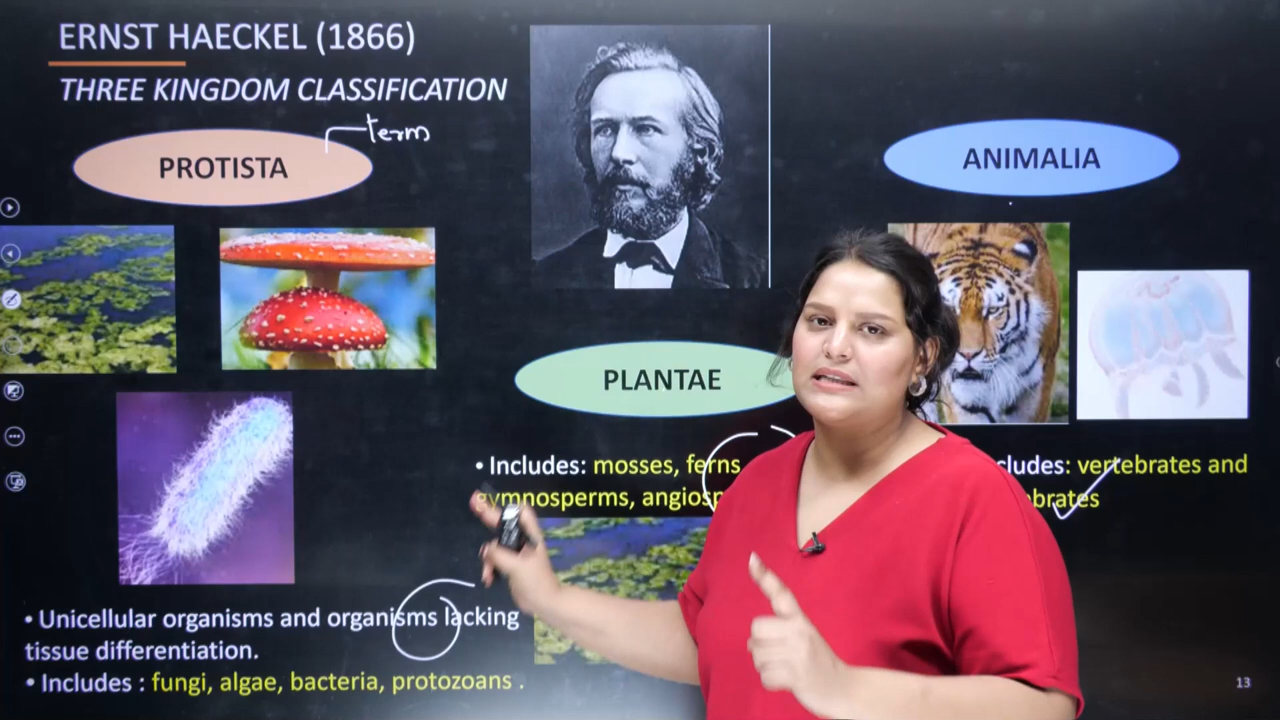 ERNST HAECKEL (1866)
THREE KINGDOM CLASSIFICATION
term
PROTISTA
ANIMALIA
PLANTAE
• Includes: mosses, ferns
gymnosperms, angiosp
cludes: vertebrates and
ebrates
• Unicellular organisms and organisms lacking
tissue differentiation.
• Includes : fungi, algae, bacteria, protozoans .
13